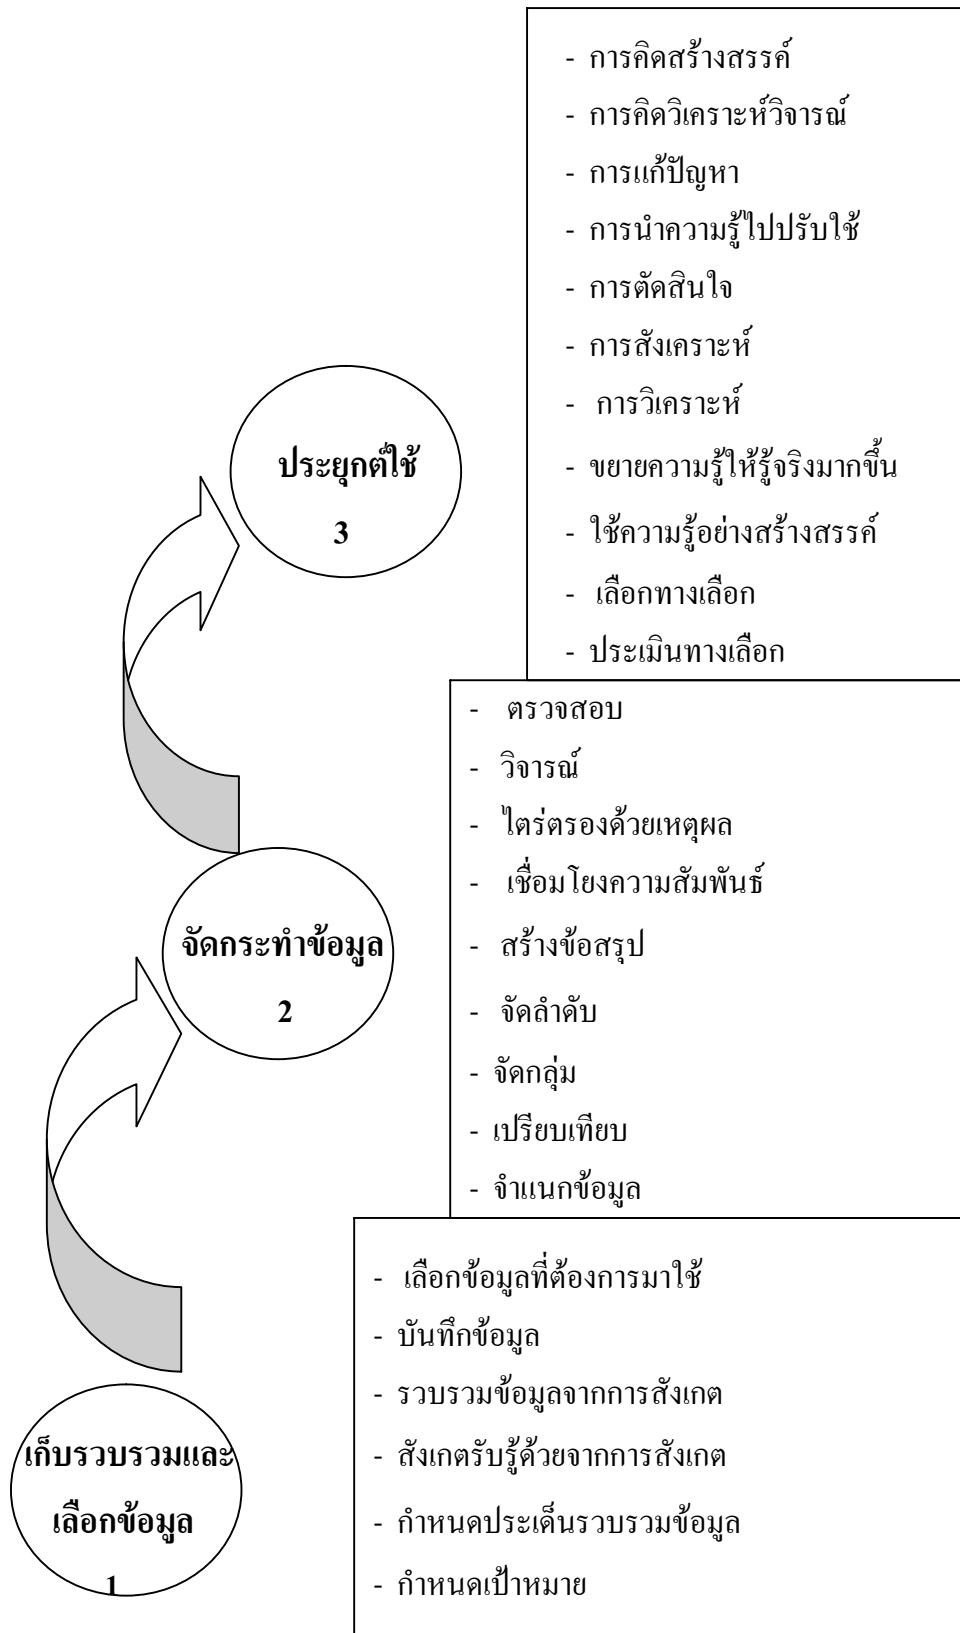 - การคิดสร้างสรรค์
- การคิดวิเคราะห์วิจารณ์
- การแก้ปัญหา
- การนำความรู้ไปปรับใช้
- การตัดสินใจ
- การสังเคราะห์
- การวิเคราะห์
- ขยายความรู้ให้รู้จริงมากขึ้น
- ใช้ความรู้อย่างสร้างสรรค์
- เลือกทางเลือก
- ประเมินทางเลือก
ประยุกต์ใช้
3
- ตรวจสอบ
- วิจารณ์
- ไตร่ตรองด้วยเหตุผล
- เชื่อมโยงความสัมพันธ์
- สร้างข้อสรุป
- จัดลำดับ
- จัดกลุ่ม
- เปรียบเทียบ
- จำแนกข้อมูล
จัดกระทำข้อมูล
2
- เลือกข้อมูลที่ต้องการมาใช้
- บันทึกข้อมูล
- รวบรวมข้อมูลจากการสังเกต
- สังเกตรับรู้ด้วยจากการสังเกต
- กำหนดประเด็นรวบรวมข้อมูล
- กำหนดเป้าหมาย
เก็บรวบรวมและ
เลือกข้อมูล
1